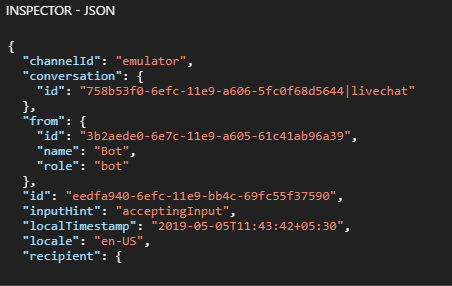 INSPECTOR - JSON
{
"channelId": "emulator",
"conversation": {
"id": "758b53f0-6efc-11e9-a606-5fc0f68d5644|livechat"
},
"from": {
"id": "3b2aede0-6e7c-11e9-a605-61c41ab96a39",
"name": "Bot",
"role": "bot"
},
"id": "eedfa940-6efc-11e9-bb4c-69fc55f37590",
"inputHint": "acceptingInput",
"localTimestamp": "2019-05-05T11:43:42+05:30",
"locale": "en-US",
"recipient": {